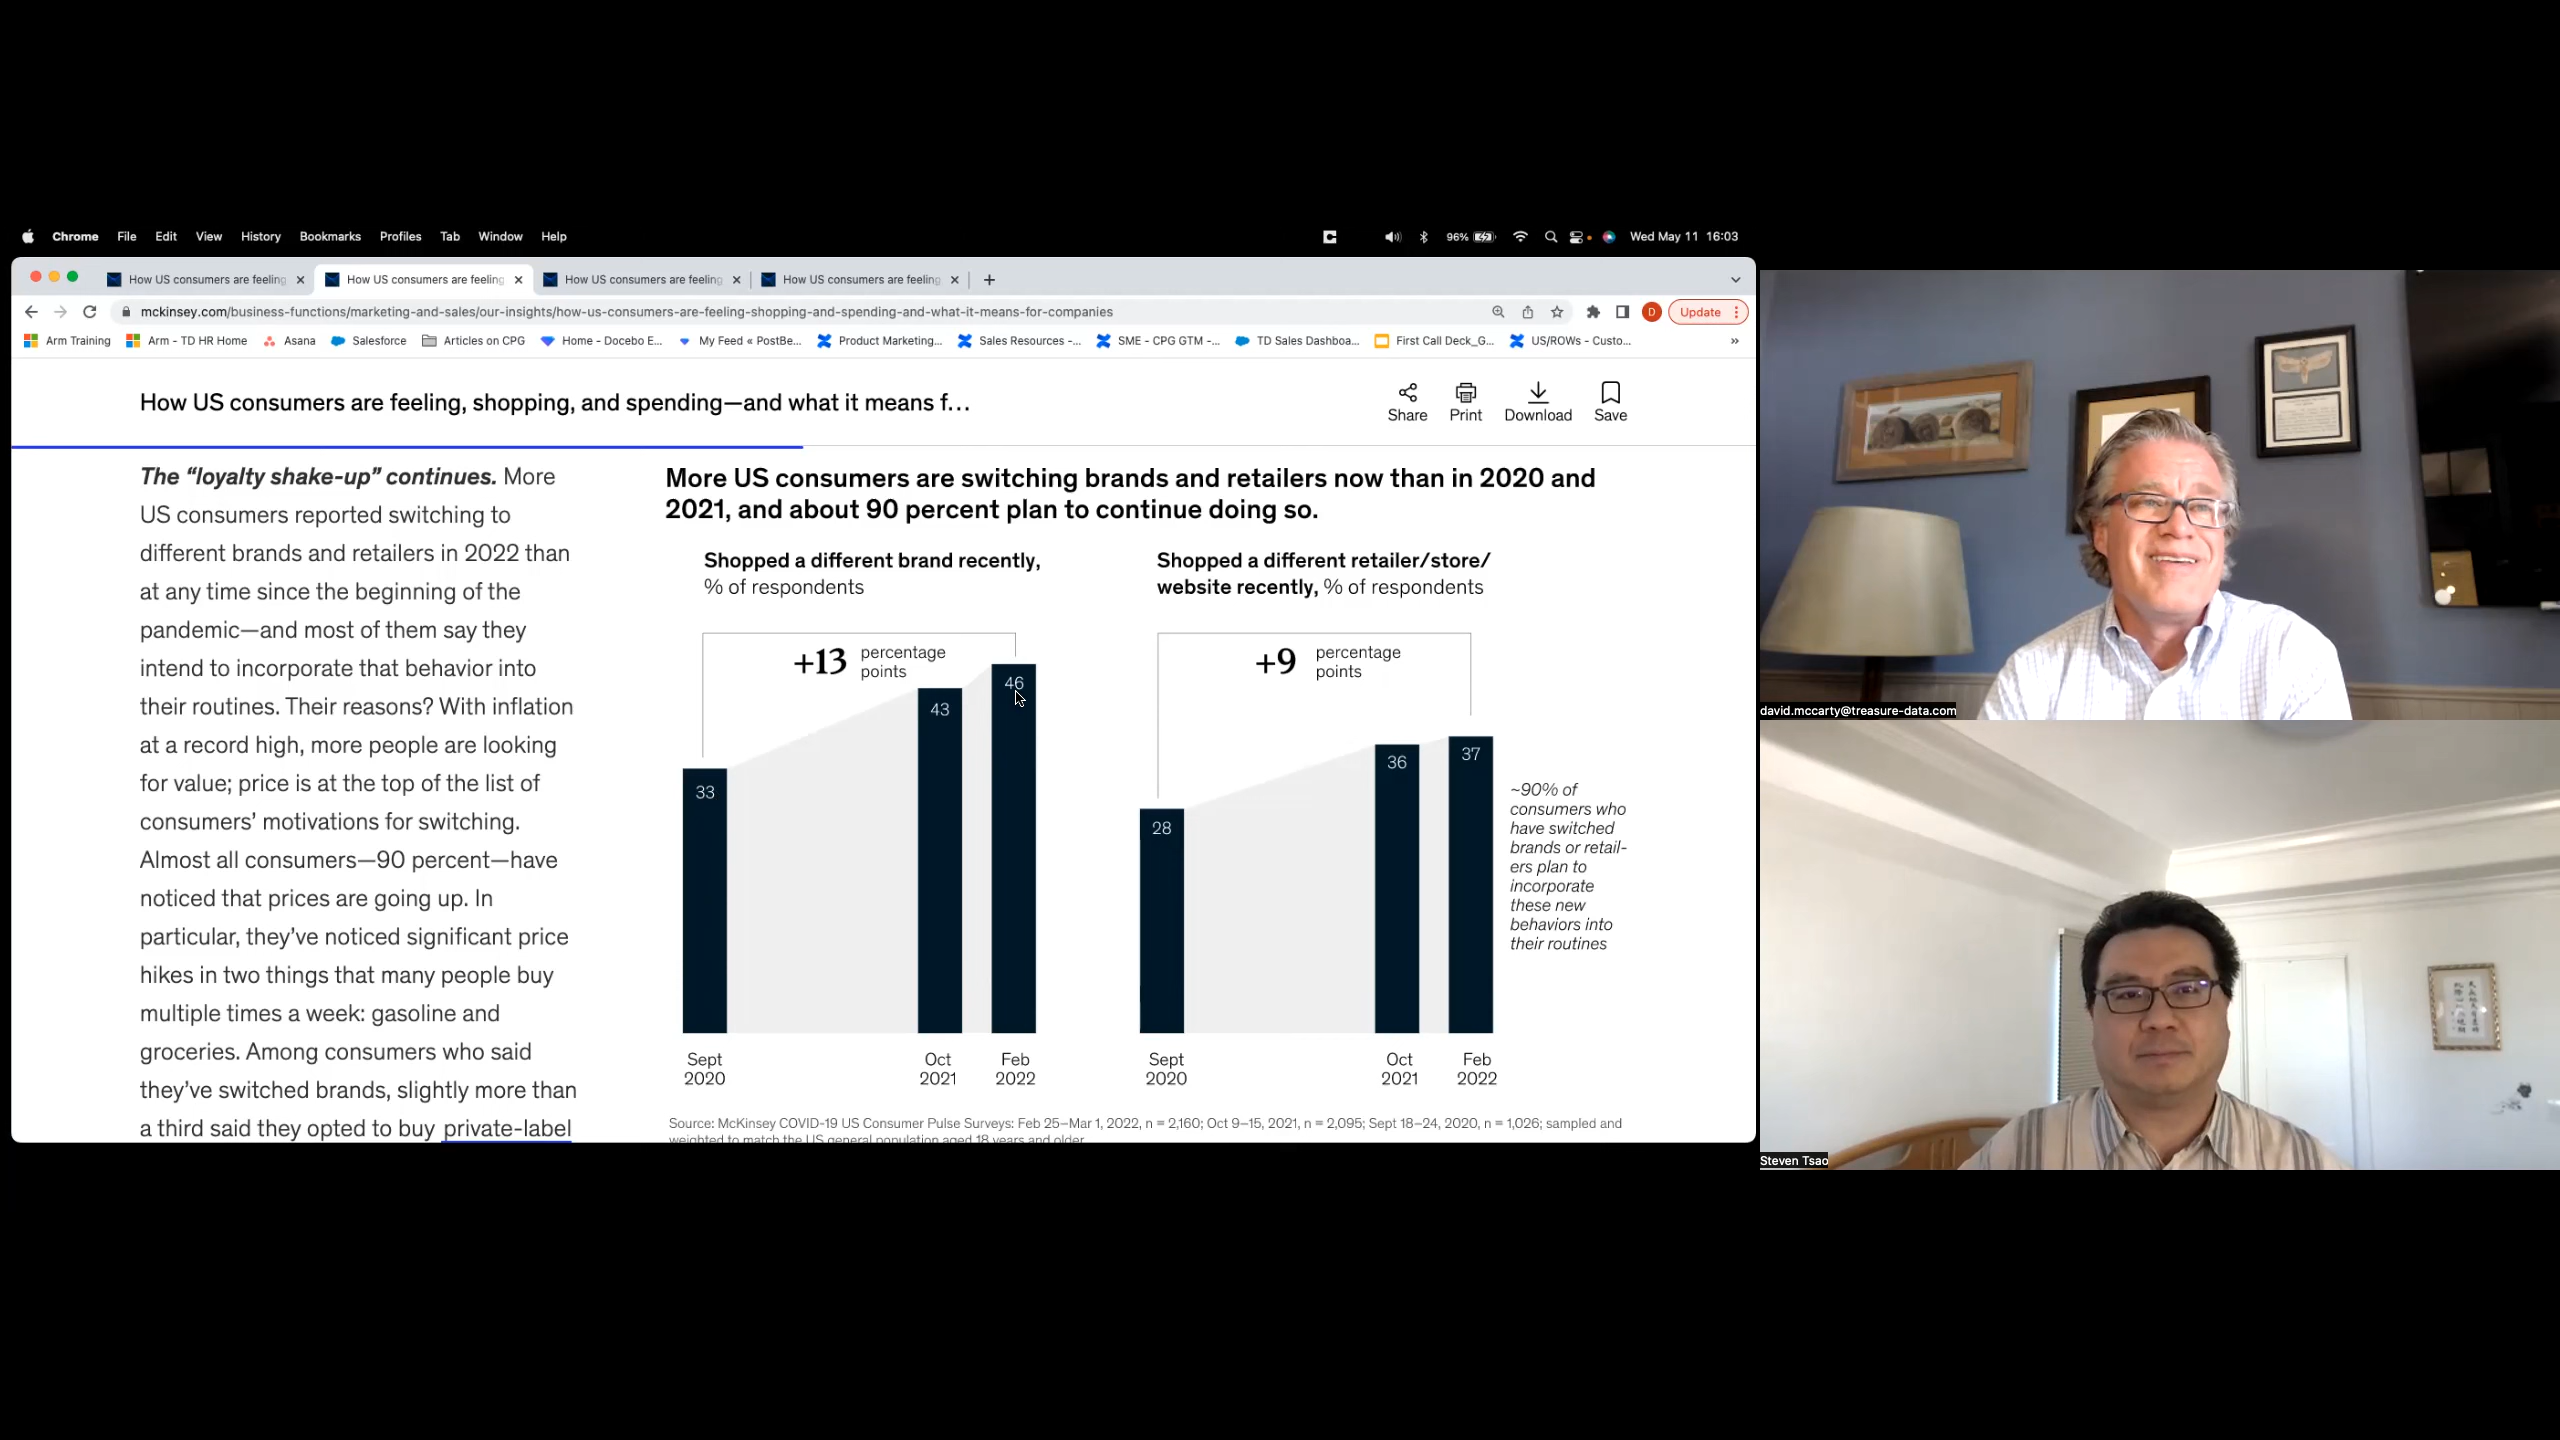 Chrome File Edit View History Bookmarks Profiles Tab Window Help 96% Wed May 11 16:03
How US consumers are feeling How US consumers are feeling How US consumers are feeling How US consumers are feeling
mckinsey.com/business-functions/marketing-and-sales/our-insights/how-us-consumers-are-feeling-shopping-and-spending-and-what-it-means-for-companies D Update
Arm Training Arm - TD HR Home Asana Salesforce Articles on CPG Home - Docebo E... My Feed « PostBe... Product Marketing... Sales Resources -... SME - CPG GTM -... TD Sales Dashboa... First Call Deck_G... US/ROWs - Custo... »
How US consumers are feeling, shopping, and spending—and what it means f...
Share Print Download Save
The “loyalty shake-up” continues. More
US consumers reported switching to
different brands and retailers in 2022 than
at any time since the beginning of the
pandemic—and most of them say they
intend to incorporate that behavior into
their routines. Their reasons? With inflation
at a record high, more people are looking
for value; price is at the top of the list of
consumers’ motivations for switching.
Almost all consumers—90 percent—have
noticed that prices are going up. In
particular, they’ve noticed significant price
hikes in two things that many people buy
multiple times a week: gasoline and
groceries. Among consumers who said
they’ve switched brands, slightly more than
a third said they opted to buy private-label
More US consumers are switching brands and retailers now than in 2020 and
2021, and about 90 percent plan to continue doing so.
Shopped a different brand recently,
% of respondents
+13 percentage
points
33
43
46
Sept
2020
Oct
2021
Feb
2022
Shopped a different retailer/store/
website recently, % of respondents
+9 percentage
points
28
36
37
Sept
2020
Oct
2021
Feb
2022
~90% of
consumers who
have switched
brands or retail-
ers plan to
incorporate
these new
behaviors into
their routines
Source: McKinsey COVID-19 US Consumer Pulse Surveys: Feb 25–Mar 1, 2022, n = 2,160; Oct 9–15, 2021, n = 2,095; Sept 18–24, 2020, n = 1,026; sampled and
weighted to match the US general population aged 18 years and older
david.mccarty@treasure-data.com
Steven Tsao